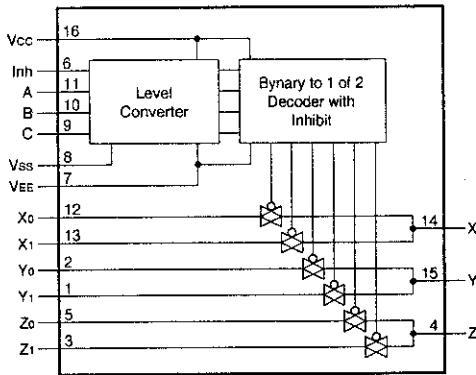 Vcc 16
Inh 6
A 11
B 10
C 9
Vss 8
VEE 7
Level
Converter
Bynary to 1 of 2
Decoder with
Inhibit
X0 12
X1 13
14 X
Y0 2
Y1 1
15 Y
Z0 5
Z1 3
4 Z